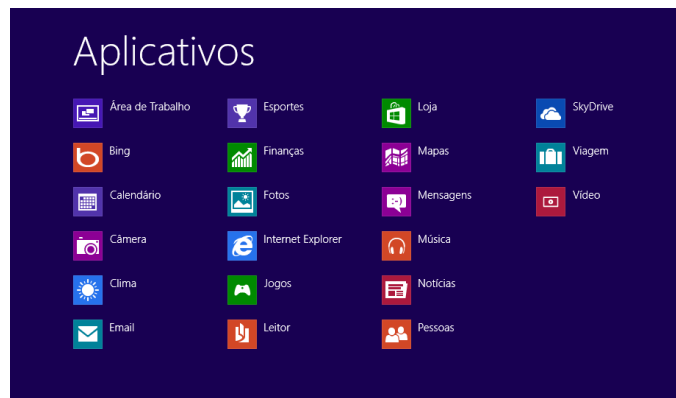 Aplicativos
Área de Trabalho
Bing
Calendário
Câmera
Clima
Email
Esportes
Finanças
Fotos
Internet Explorer
Jogos
Leitor
Loja
Mapas
Mensagens
Música
Notícias
Pessoas
SkyDrive
Viagem
Vídeo